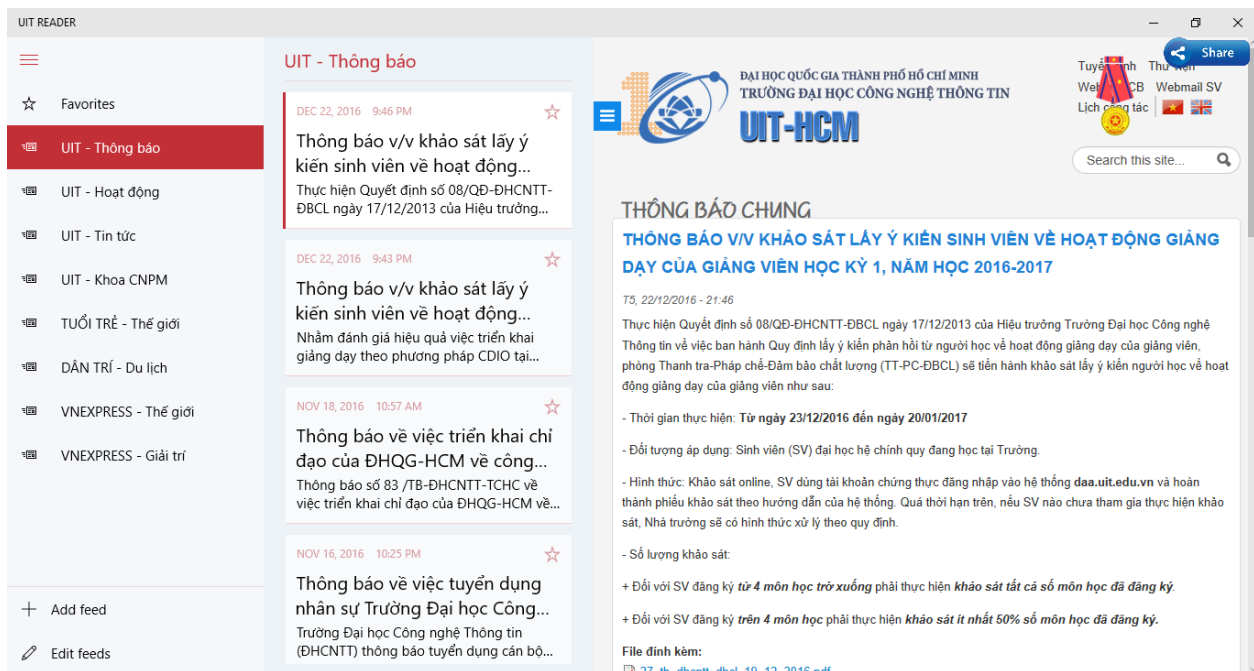 UIT READER
Favorites
UIT - Thông báo
UIT - Hoạt động
UIT - Tin tức
UIT - Khoa CNPM
TUỔI TRẺ - Thế giới
DÂN TRÍ - Du lịch
VNEXPRESS - Thế giới
VNEXPRESS - Giải trí
Add feed
Edit feeds
UIT - Thông báo
DEC 22, 2016 9:46 PM
Thông báo v/v khảo sát lấy ý
kiến sinh viên về hoạt động...
Thực hiện Quyết định số 08/QĐ-ĐHCNTT-
ĐBCL ngày 17/12/2013 của Hiệu trưởng...
DEC 22, 2016 9:43 PM
Thông báo v/v khảo sát lấy ý
kiến sinh viên về hoạt động...
Nhằm đánh giá hiệu quả việc triển khai
giảng dạy theo phương pháp CDIO tại...
NOV 18, 2016 10:57 AM
Thông báo về việc triển khai chỉ
đạo của ĐHQG-HCM về công...
Thông báo số 83 /TB-ĐHCNTT-TCHC về
việc triển khai chỉ đạo của ĐHQG-HCM về...
NOV 16, 2016 10:25 PM
Thông báo về việc tuyển dụng
nhân sự Trường Đại học Công...
Trường Đại học Công nghệ Thông tin
(ĐHCNTT) thông báo tuyển dụng cán bộ...
Share
ĐẠI HỌC QUỐC GIA THÀNH PHỐ HỒ CHÍ MINH
TRƯỜNG ĐẠI HỌC CÔNG NGHỆ THÔNG TIN
UIT-HCM
Webmail SV
Lịch công tác
Search this site...
THÔNG BÁO CHUNG
THÔNG BÁO V/V KHẢO SÁT LẤY Ý KIẾN SINH VIÊN VỀ HOẠT ĐỘNG GIẢNG
DẠY CỦA GIẢNG VIÊN HỌC KỲ 1, NĂM HỌC 2016-2017
T5, 22/12/2016 - 21:46
Thực hiện Quyết định số 08/QĐ-ĐHCNTT-ĐBCL ngày 17/12/2013 của Hiệu trưởng Trường Đại học Công nghệ
Thông tin về việc ban hành Quy định lấy ý kiến phản hồi từ người học về hoạt động giảng dạy của giảng viên,
phòng Thanh tra-Pháp chế-Đảm bảo chất lượng (TT-PC-ĐBCL) sẽ tiến hành khảo sát lấy ý kiến người học về hoạt
động giảng dạy của giảng viên như sau:
- Thời gian thực hiện: Từ ngày 23/12/2016 đến ngày 20/01/2017
- Đối tượng áp dụng: Sinh viên (SV) đại học hệ chính quy đang học tại Trường.
- Hình thức: Khảo sát online, SV dùng tài khoản chứng thực đăng nhập vào hệ thống daa.uit.edu.vn và hoàn
thành phiếu khảo sát theo hướng dẫn của hệ thống. Quá thời hạn trên, nếu SV nào chưa tham gia thực hiện khảo
sát, Nhà trường sẽ có hình thức xử lý theo quy định.
- Số lượng khảo sát:
+ Đối với SV đăng ký từ 4 môn học trở xuống phải thực hiện khảo sát tất cả số môn học đã đăng ký.
+ Đối với SV đăng ký trên 4 môn học phải thực hiện khảo sát ít nhất 50% số môn học đã đăng ký.
File đính kèm: